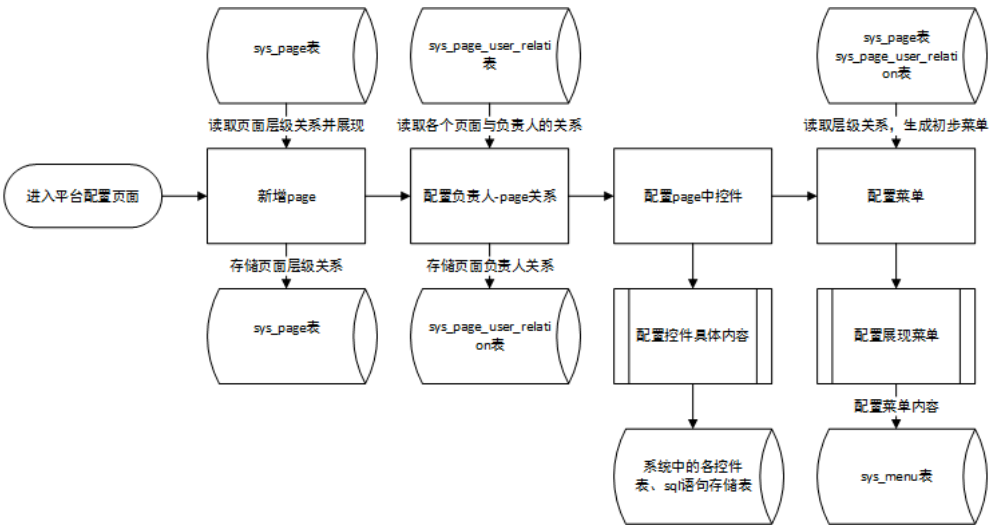 sys_page表
sys_page_user_relati
表
sys_page表
sys_page_user_relati
on表
读取页面层级关系并展现
读取各个页面与负责人的关系
读取层级关系，生成初步菜单
进入平台配置页面
新增page
配置负责人-page关系
配置page中控件
配置菜单
存储页面层级关系
存储页面负责人关系
sys_page表
sys_page_user_relati
on表
配置控件具体内容
配置展现菜单
配置菜单内容
系统中的各控件
表、sql语句存储表
sys_menu表